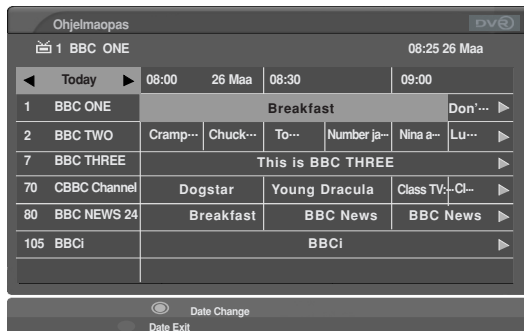 Ohjelmaopas DVR
1 BBC ONE 08:25 26 Maa
Today 08:00 26 Maa 08:30 09:00
1 BBC ONE Breakfast Don'···
2 BBC TWO Cramp··· Chuck··· To··· Number ja··· Nina a··· Lu···
7 BBC THREE This is BBC THREE
70 CBBC Channel Dogstar Young Dracula Class TV:··· CI···
80 BBC NEWS 24 Breakfast BBC News BBC News
105 BBCi BBCi
Date Change
Date Exit